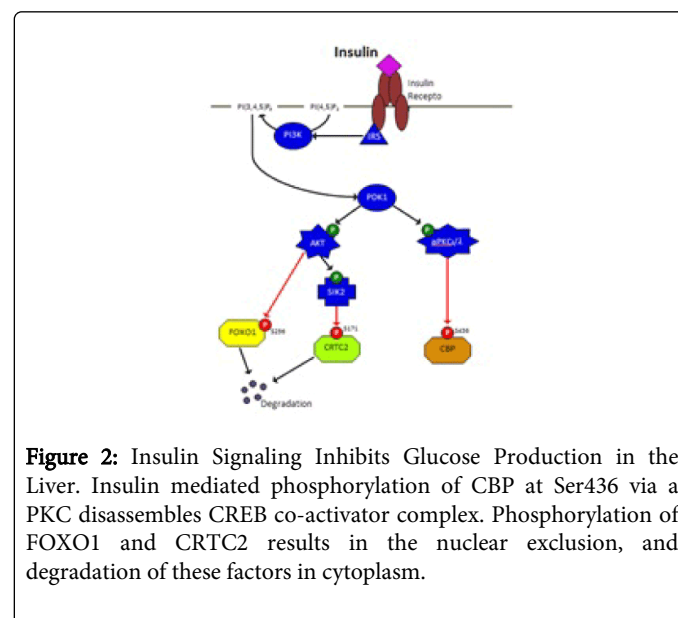 Insulin
Insulin
Recepto
PI(3,4,5)P₃
PI(4,5)P₂
PI3K
IRS
PDK1
P
P
AKT
P
SIK2
P
S256
FOXO1
P
S171
CRTC2
P
S436
CBP
Degradation
Figure 2: Insulin Signaling Inhibits Glucose Production in the
Liver. Insulin mediated phosphorylation of CBP at Ser436 via a
PKC disassembles CREB co-activator complex. Phosphorylation of
FOXO1 and CRTC2 results in the nuclear exclusion, and
degradation of these factors in cytoplasm.